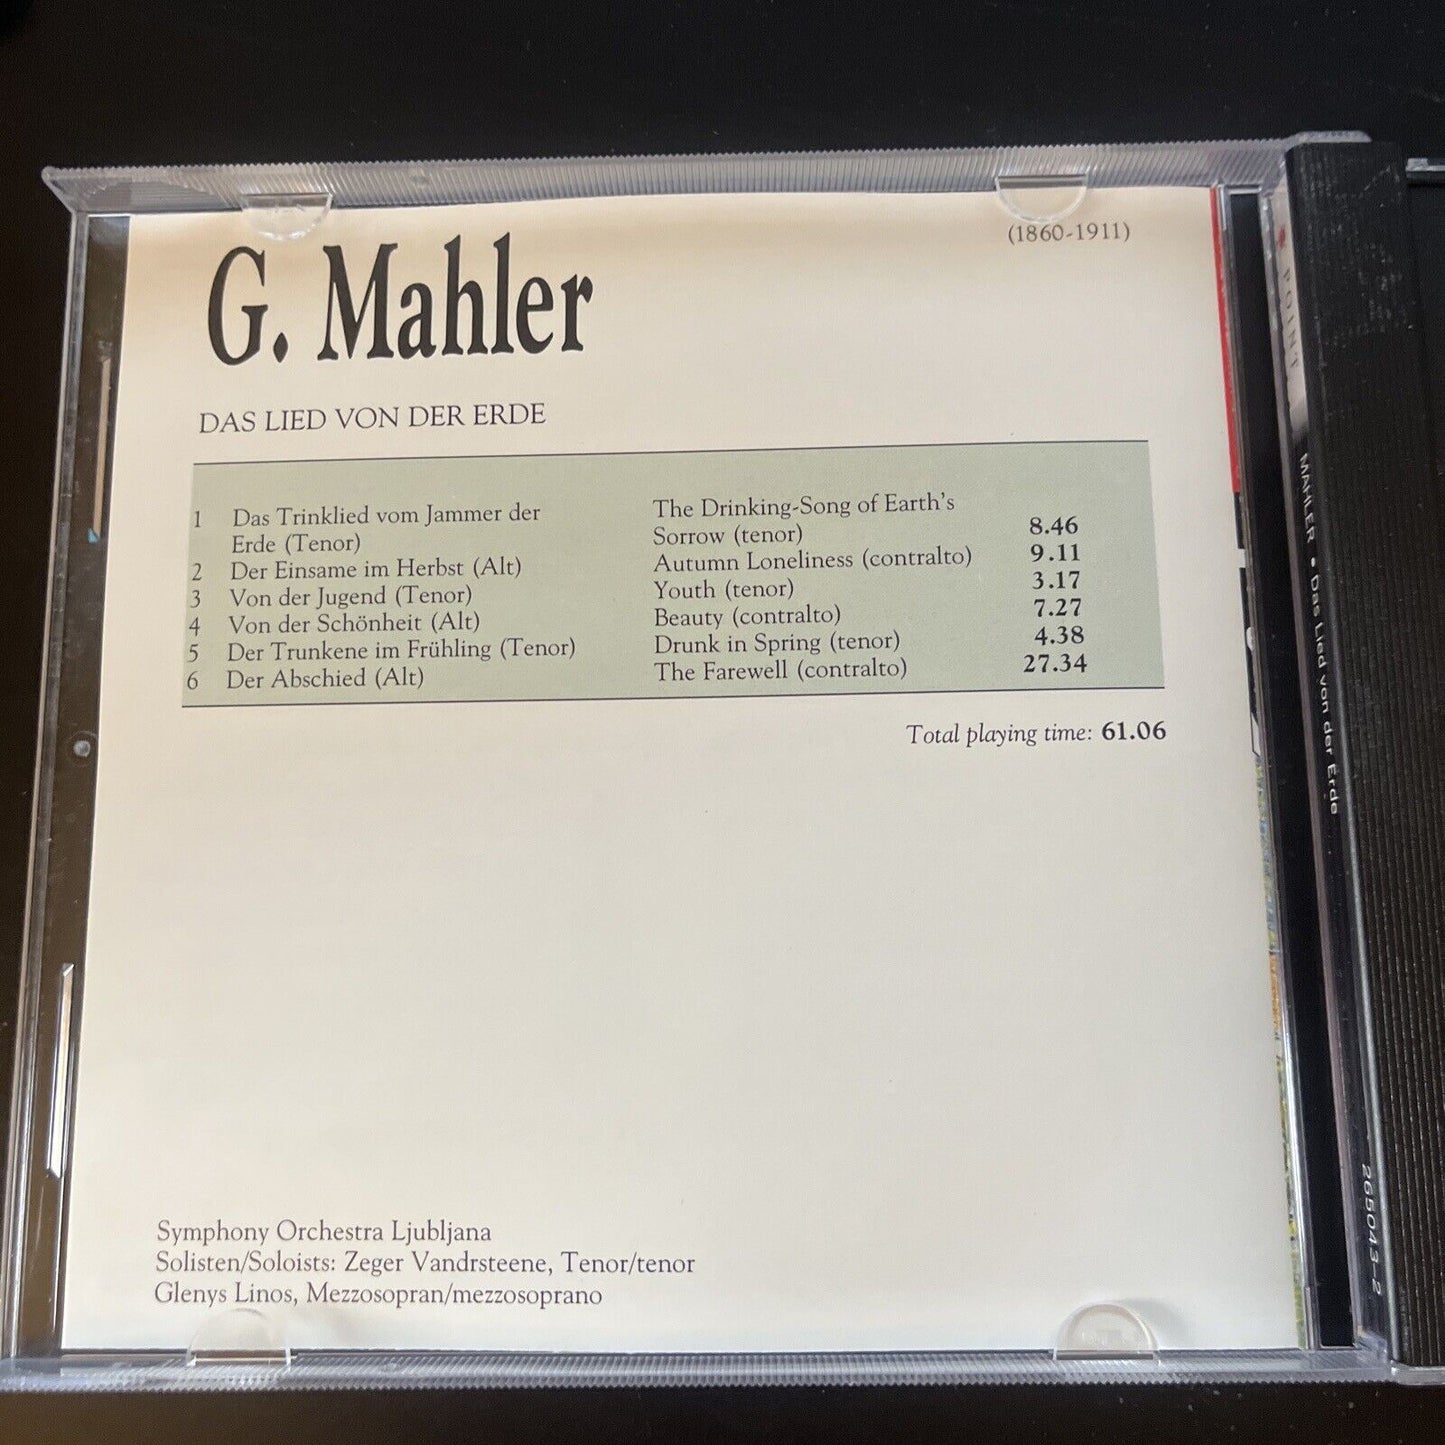 G. Mahler
(1860-1911)
DAS LIED VON DER ERDE
1 Das Trinklied vom Jammer der
Erde (Tenor)
The Drinking-Song of Earth's
Sorrow (tenor) 8.46
2 Der Einsame im Herbst (Alt) Autumn Loneliness (contralto) 9.11
3 Von der Jugend (Tenor) Youth (tenor) 3.17
4 Von der Schönheit (Alt) Beauty (contralto) 7.27
5 Der Trunkene im Frühling (Tenor) Drunk in Spring (tenor) 4.38
6 Der Abschied (Alt) The Farewell (contralto) 27.34
Total playing time: 61.06
Symphony Orchestra Ljubljana
Solisten/Soloists: Zeger Vandrsteene, Tenor/tenor
Glenys Linos, Mezzosopran/mezzosoprano
POINT MAHLER • Das Lied von der Erde 265043-2